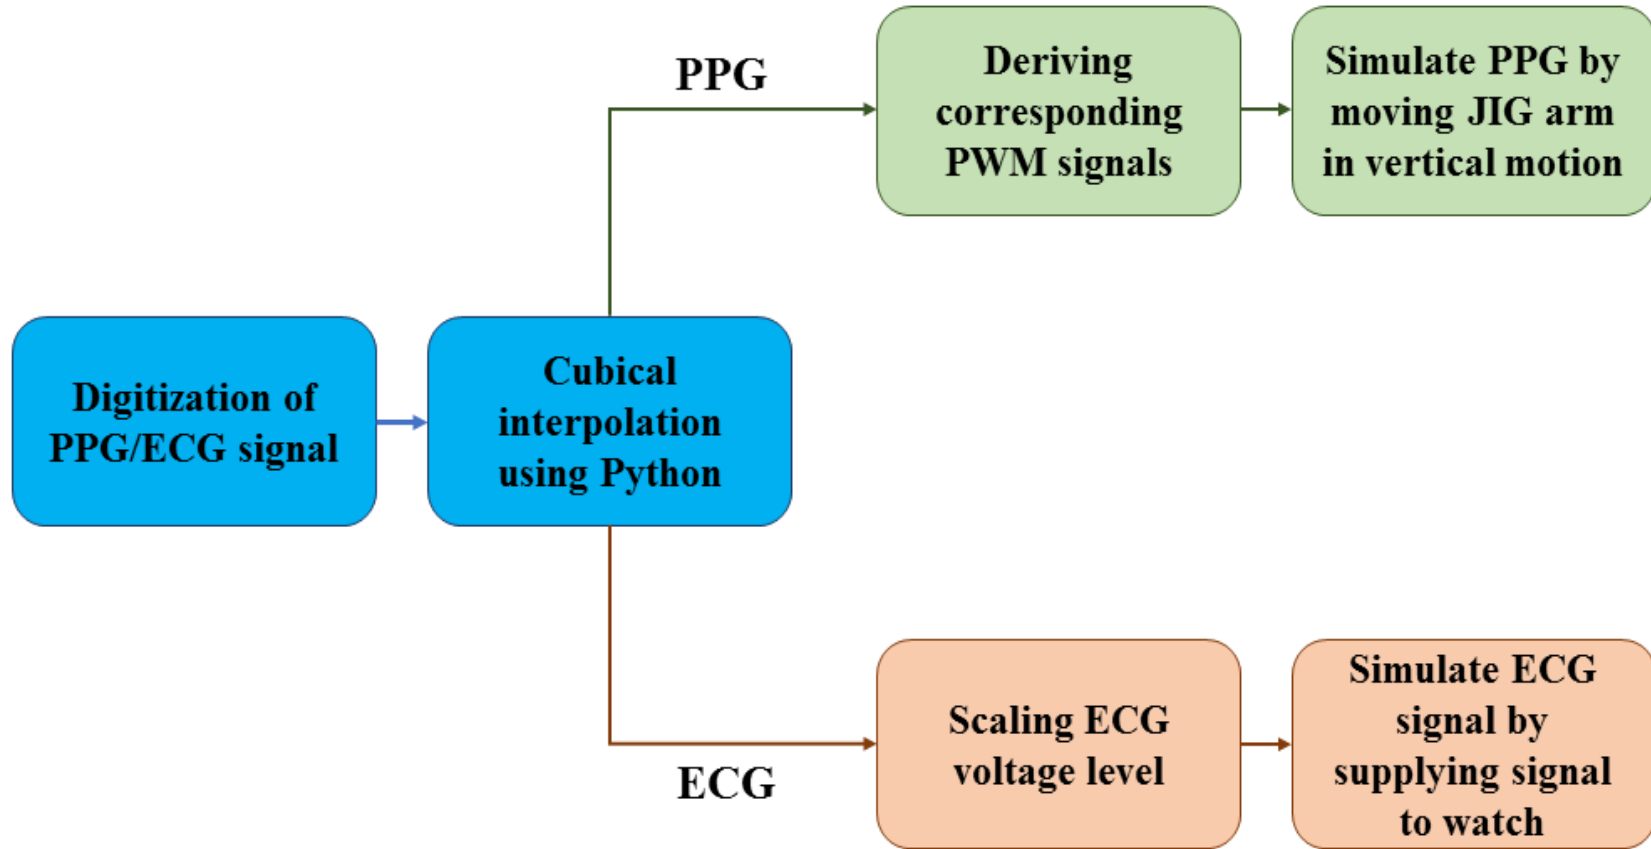 Digitization of
PPG/ECG signal
Cubical
interpolation
using Python
PPG
Deriving
corresponding
PWM signals
Simulate PPG by
moving JIG arm
in vertical motion
ECG
Scaling ECG
voltage level
Simulate ECG
signal by
supplying signal
to watch